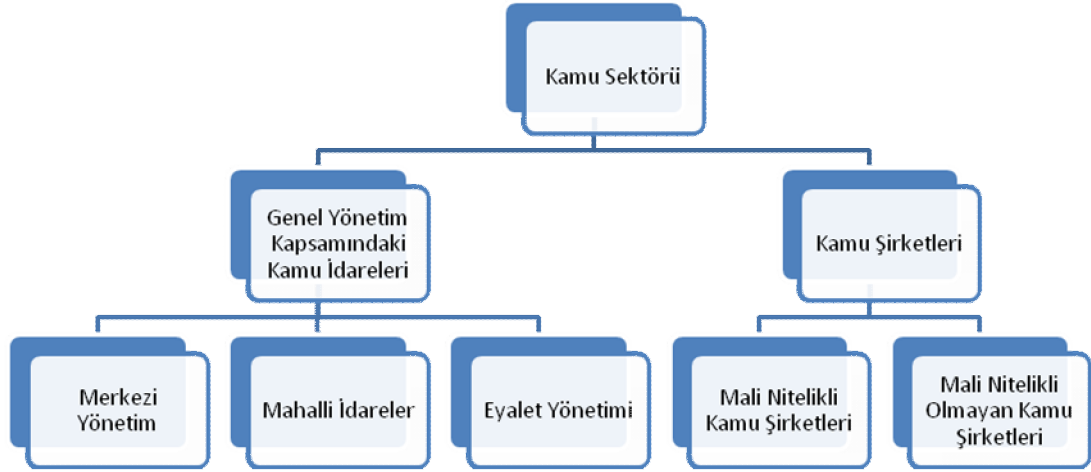 Kamu Sektörü
Genel Yönetim
Kapsamındaki
Kamu İdareleri
Kamu Şirketleri
Merkezi
Yönetim
Mahalli İdareler
Eyalet Yönetimi
Mali Nitelikli
Kamu Şirketleri
Mali Nitelikli
Olmayan Kamu
Şirketleri